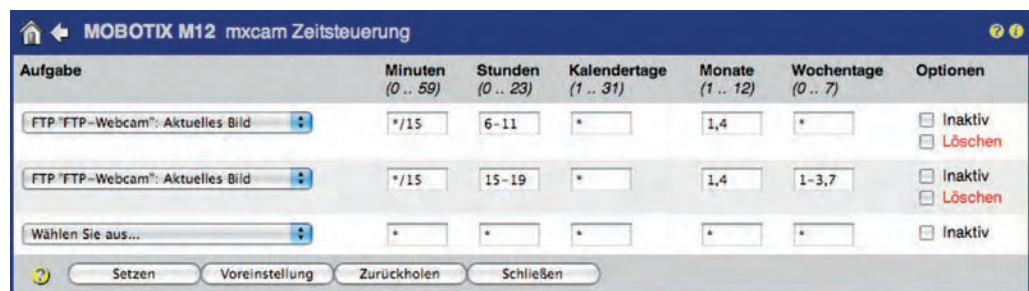 MOBOTIX M12 mxcam Zeitsteuerung
Aufgabe Minuten Stunden Kalendertage Monate Wochentage Optionen
(0 .. 59) (0 .. 23) (1 .. 31) (1 .. 12) (0 .. 7)
FTP "FTP-Webcam": Aktuelles Bild */15 6-11 * 1,4 * Inaktiv
Löschen
FTP "FTP-Webcam": Aktuelles Bild */15 15-19 * 1,4 1-3,7 Inaktiv
Löschen
Wählen Sie aus... * * * * * Inaktiv
Setzen Voreinstellung Zurückholen Schließen